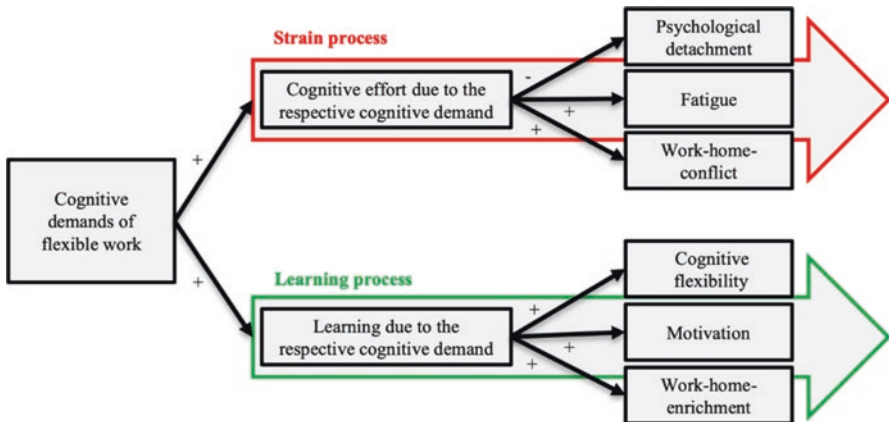 Strain process
Psychological
detachment
-
Cognitive effort due to the
respective cognitive demand
+
Fatigue
+
+
Work-home-
conflict
Cognitive
demands of
flexible work
+
Learning process
Cognitive
flexibility
+
Learning due to the
respective cognitive demand
+
Motivation
+
Work-home-
enrichment